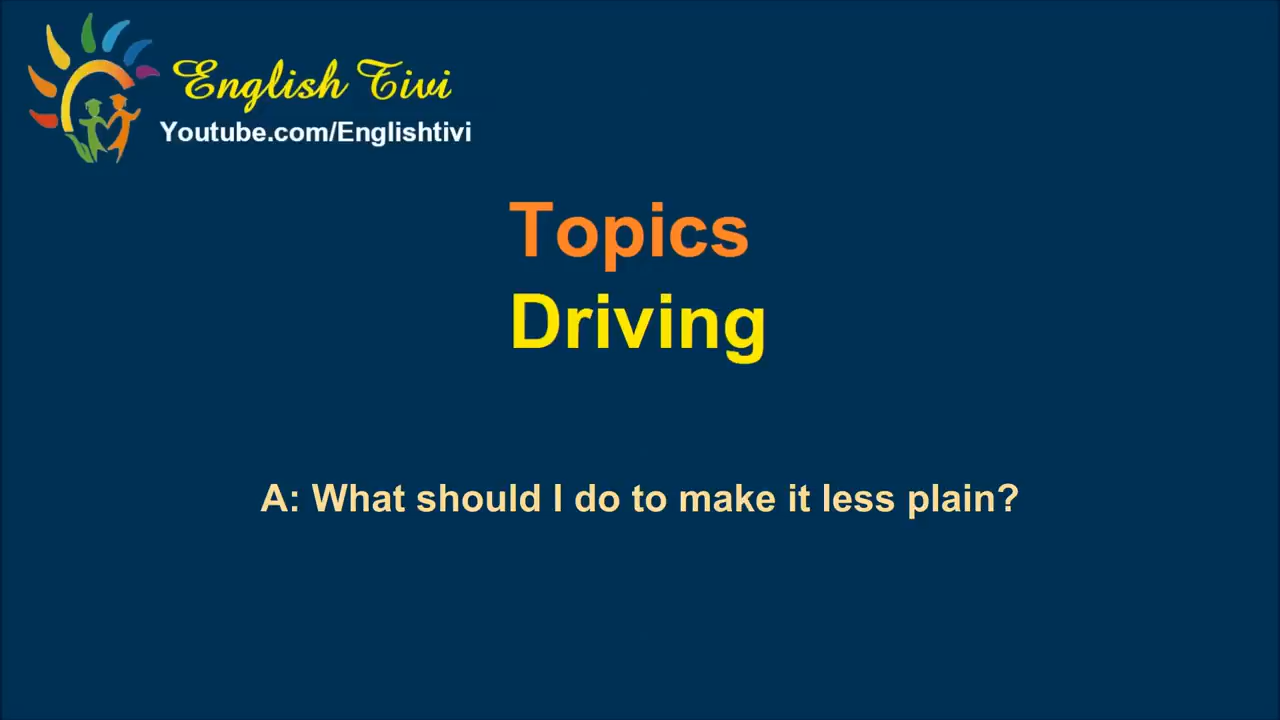 English Tivi
Youtube.com/Englishtivi
Topics
Driving
A: What should I do to make it less plain?